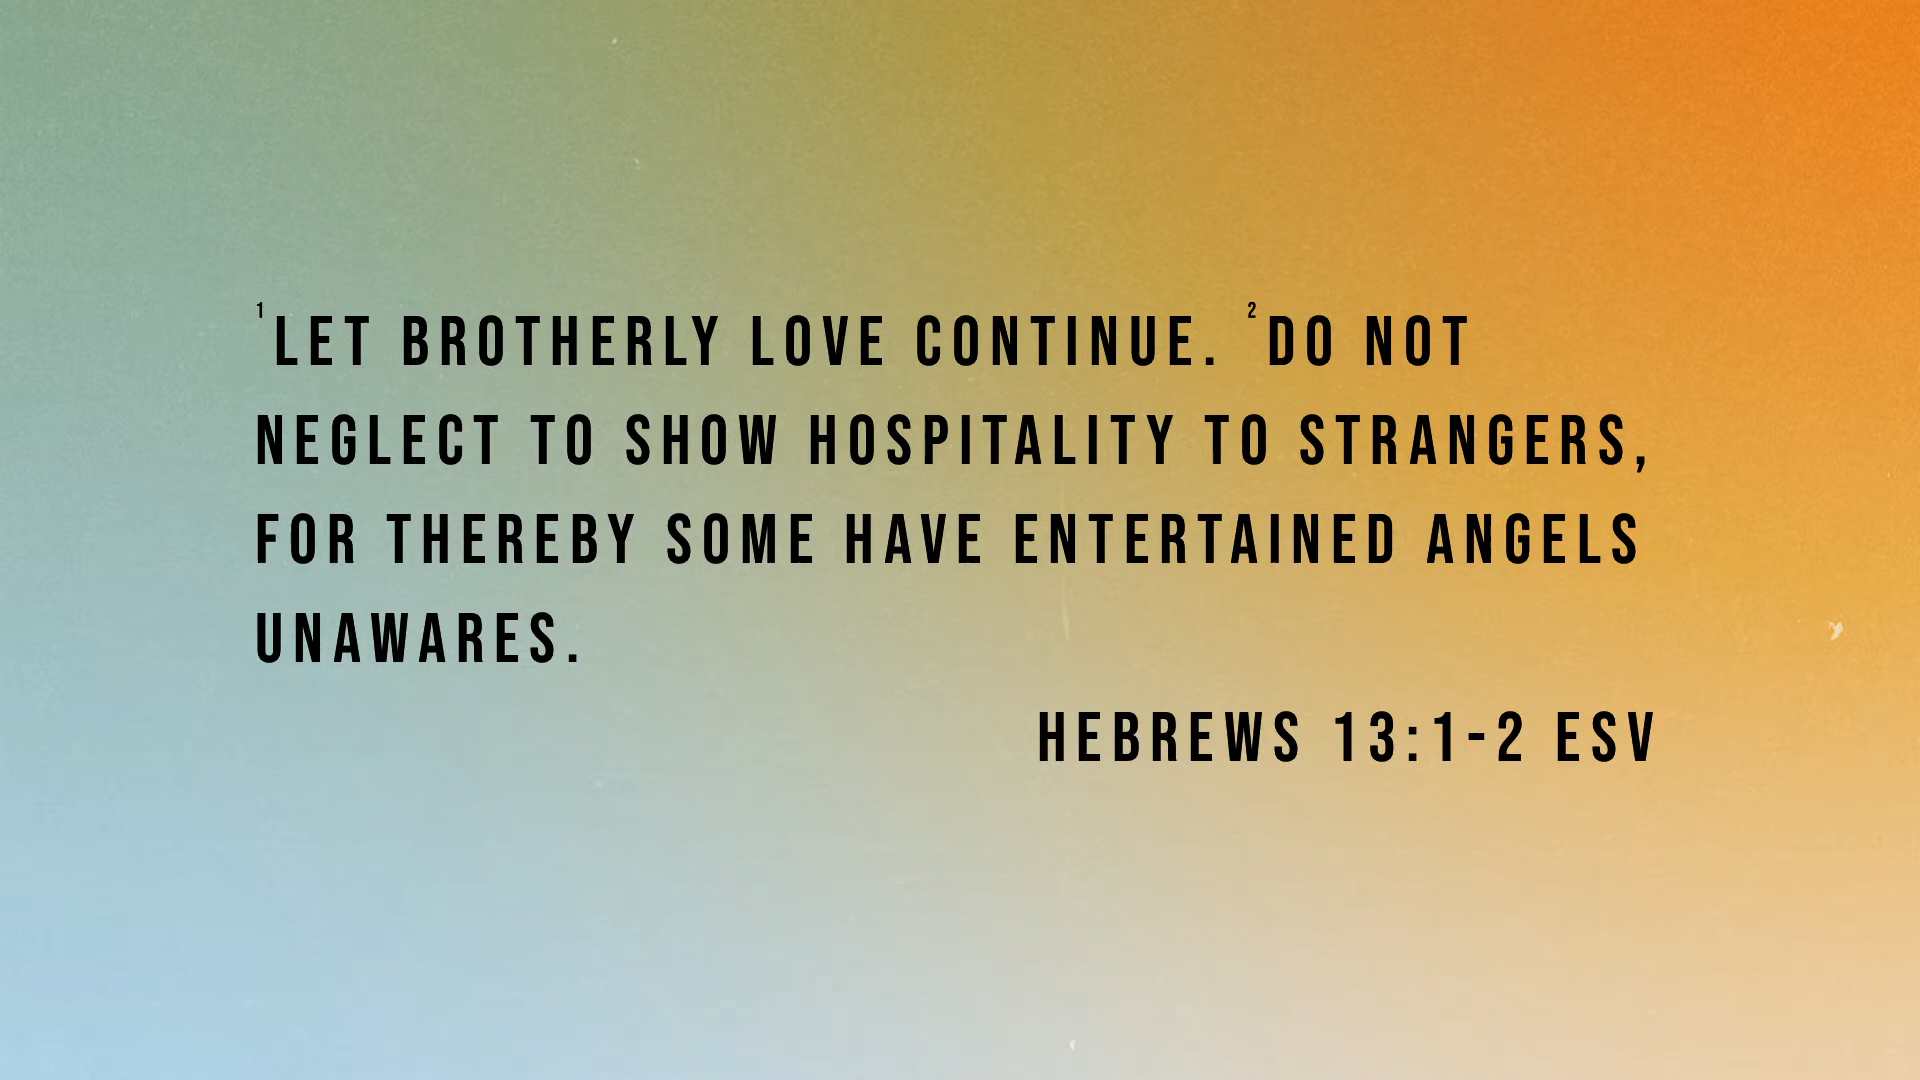 ¹LET BROTHERLY LOVE CONTINUE. ²DO NOT
NEGLECT TO SHOW HOSPITALITY TO STRANGERS,
FOR THEREBY SOME HAVE ENTERTAINED ANGELS
UNAWARES.
HEBREWS 13:1-2 ESV